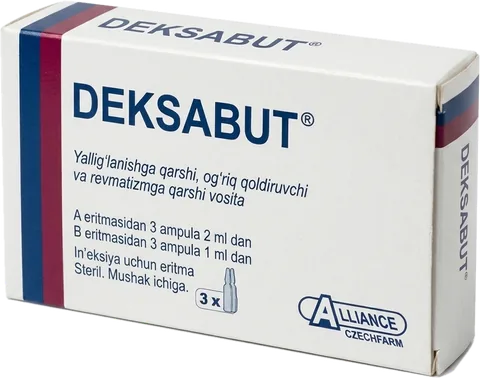 DEKSABUT®
DEKSABUT®
Yallig'lanishga qarshi, og'riq qoldiruvchi
va revmatizmga qarshi vosita
A eritmasidan 3 ampula 2 ml dan
B eritmasidan 3 ampula 1 ml dan
In'eksiya uchun eritma
Steril. Mushak ichiga.
3 x
ALLIANCE
CZECHFARM
DEKSABUT®